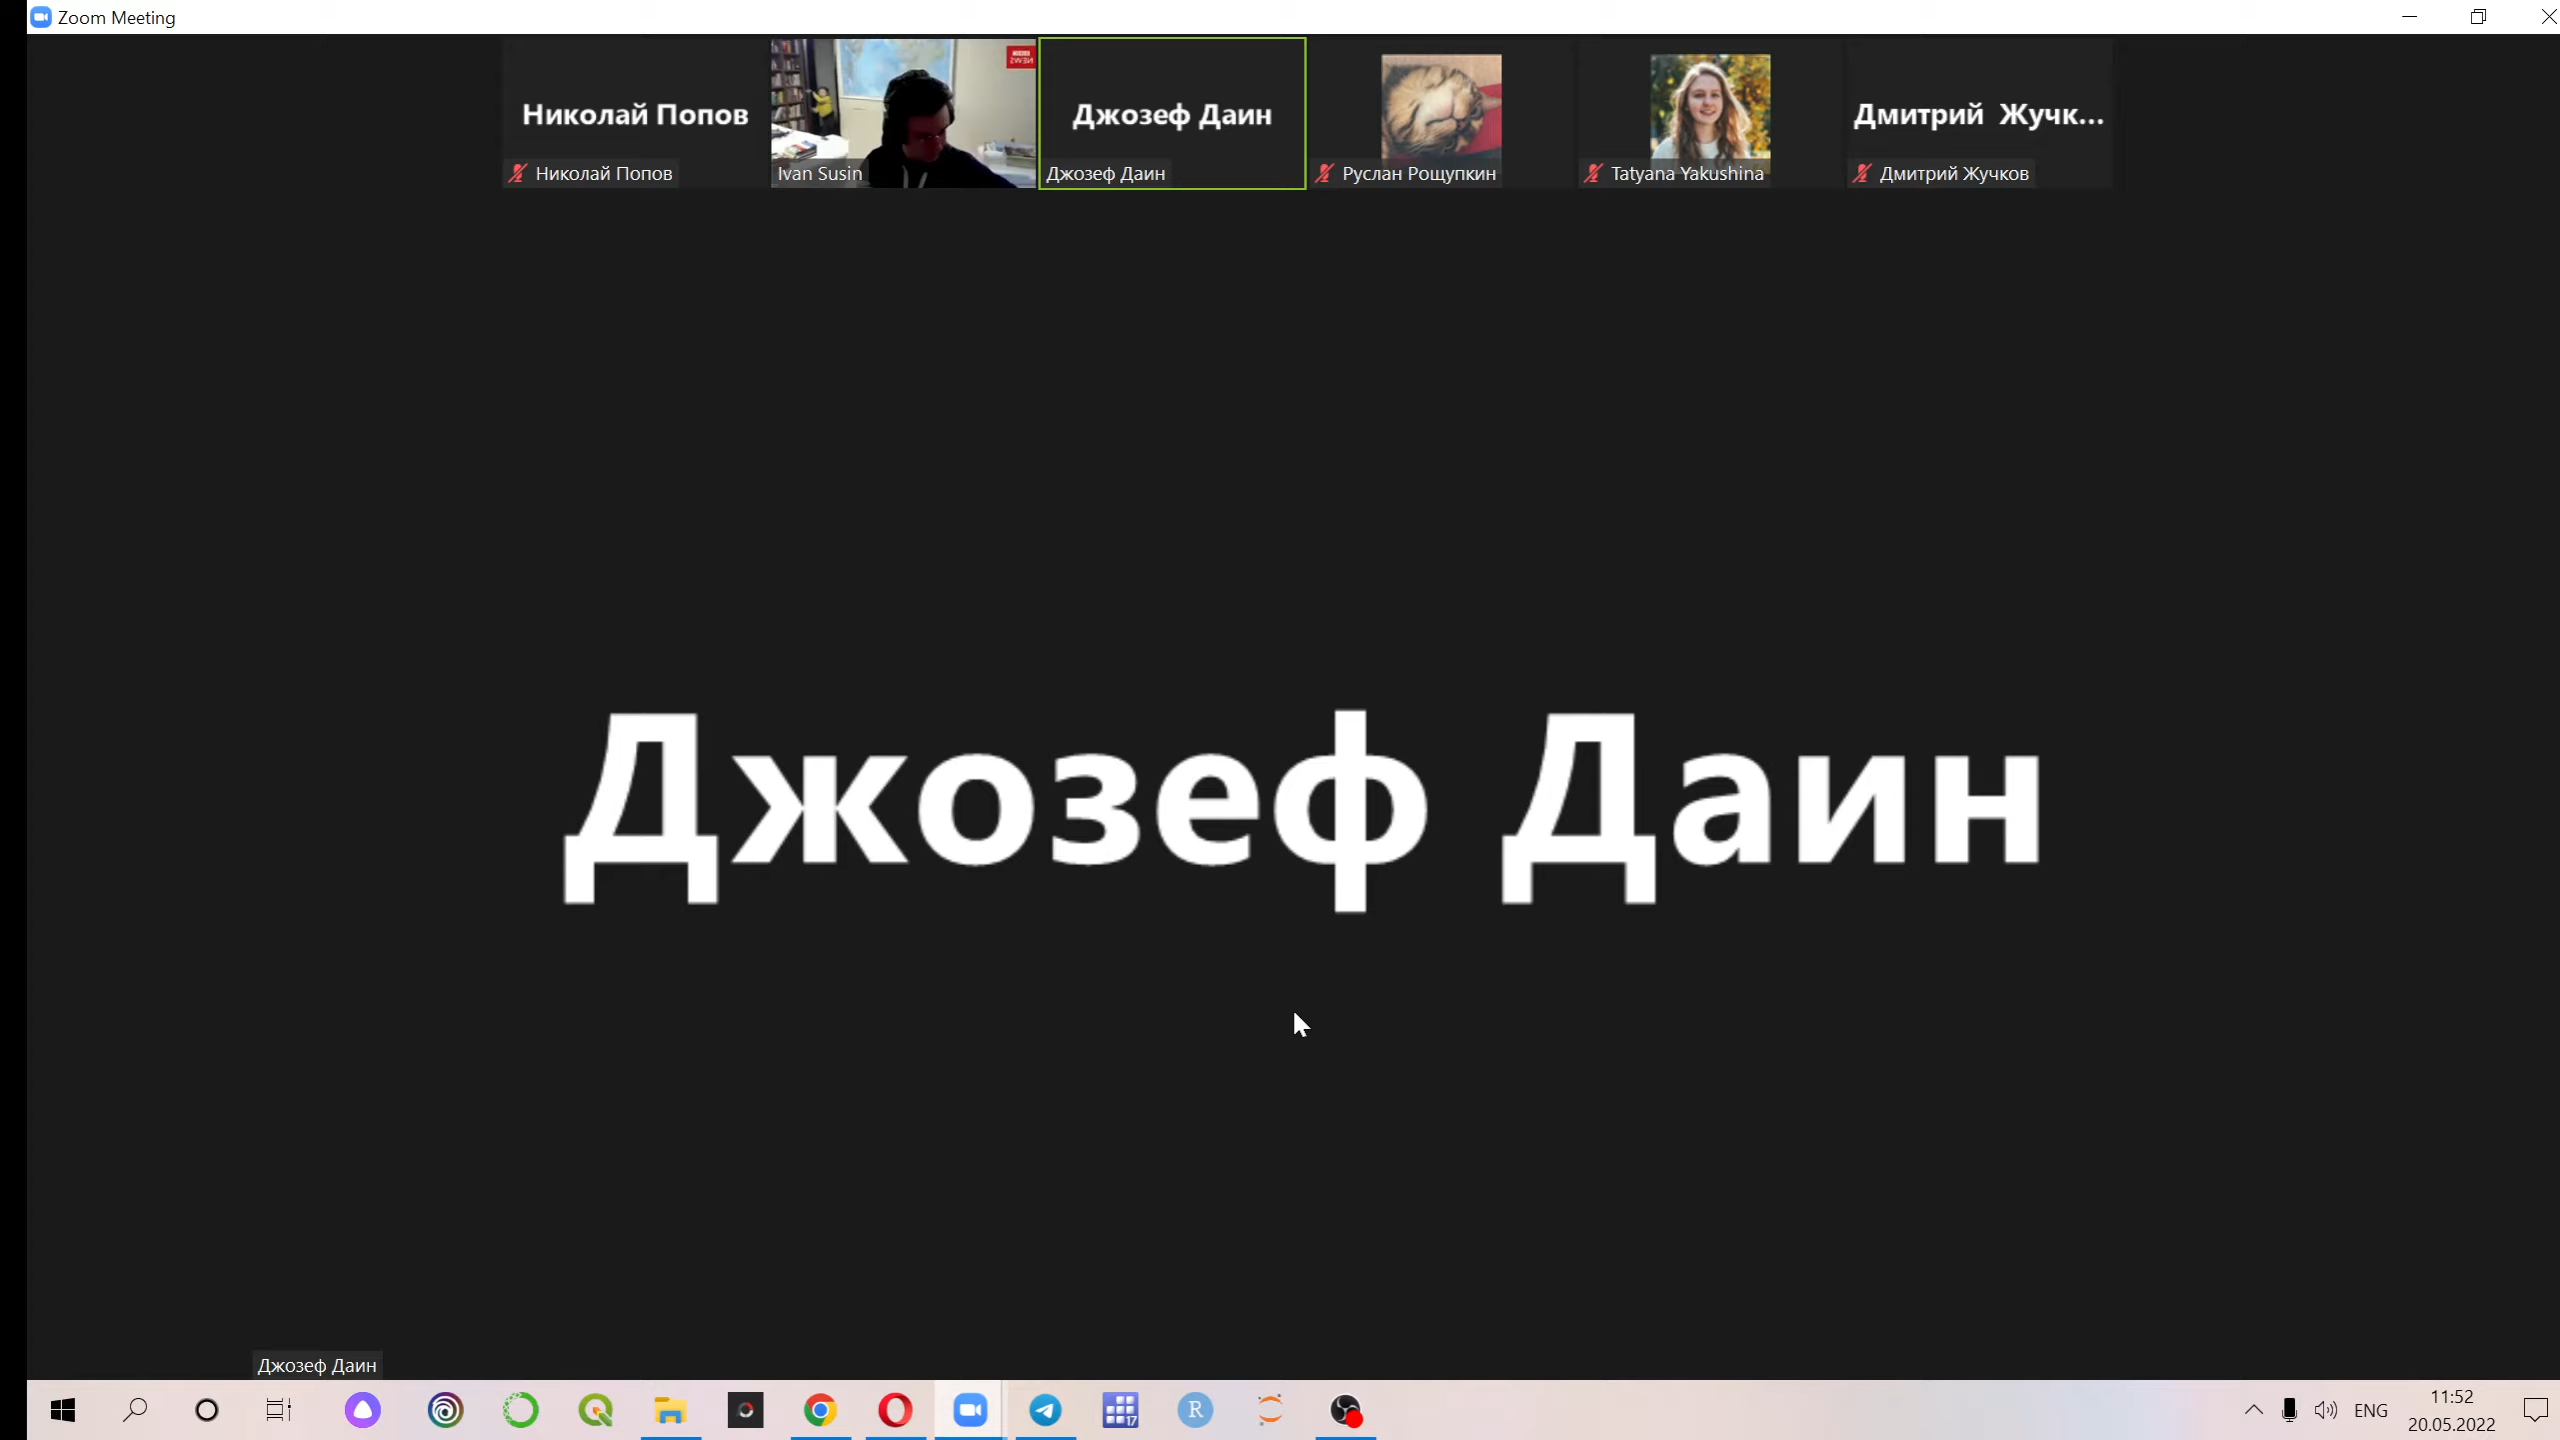 Zoom Meeting
Николай Попов
Джозеф Даин
Дмитрий Жучк...
Николай Попов
Ivan Susin
Джозеф Даин
Руслан Рощупкин
Tatyana Yakushina
Дмитрий Жучков
Джозеф Даин
Джозеф Даин
17
R
ENG
11:52
20.05.2022